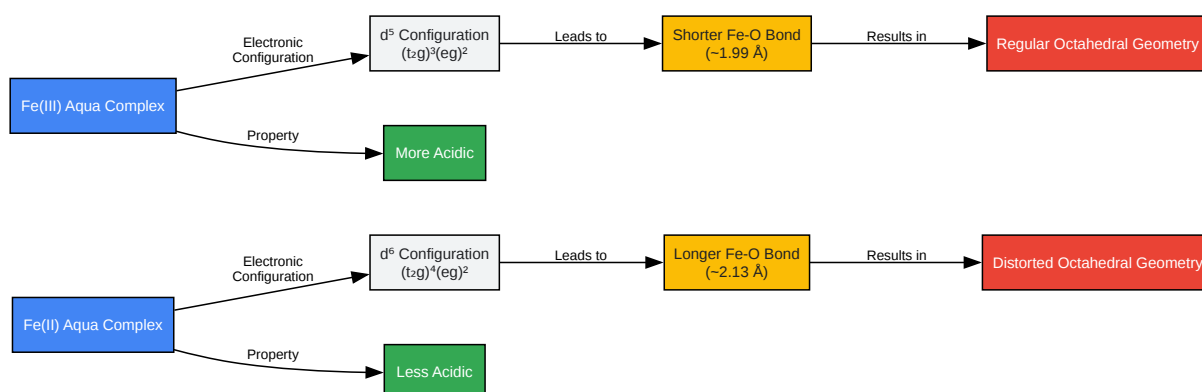 Electronic
Configuration
d⁵ Configuration
(t₂g)³(eg)²
Leads to
Shorter Fe-O Bond
(~1.99 Å)
Results in
Regular Octahedral Geometry
Fe(III) Aqua Complex
Property
More Acidic
Electronic
Configuration
d⁶ Configuration
(t₂g)⁴(eg)²
Leads to
Longer Fe-O Bond
(~2.13 Å)
Results in
Distorted Octahedral Geometry
Fe(II) Aqua Complex
Property
Less Acidic